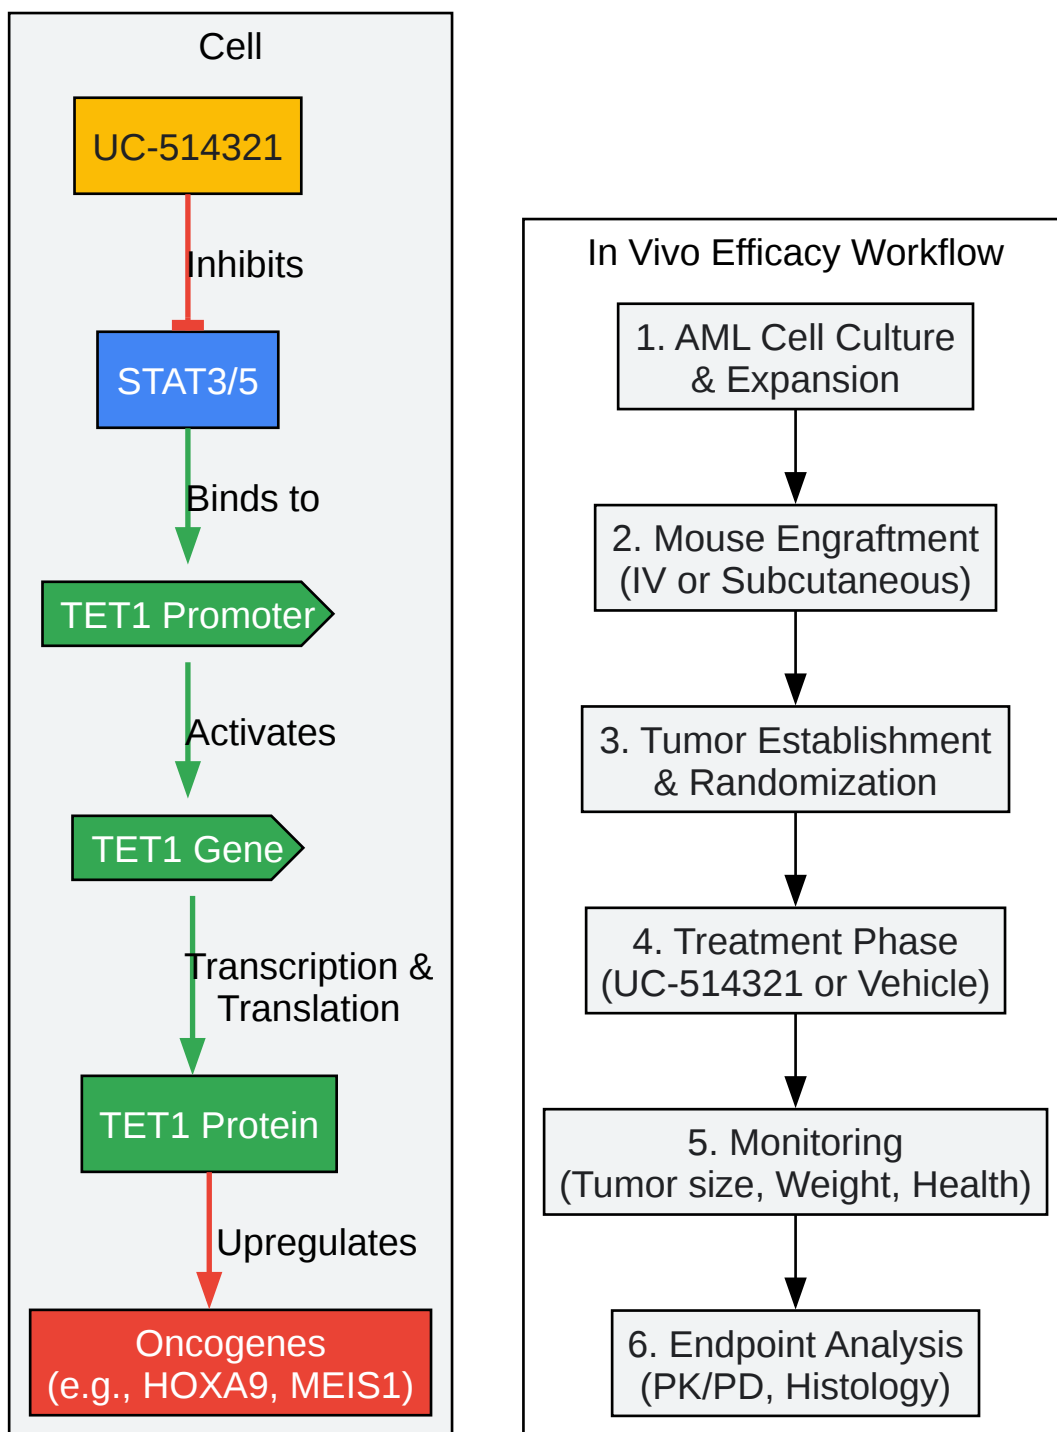 Cell
UC-514321
Inhibits
STAT3/5
Binds to
TET1 Promoter
Activates
TET1 Gene
Transcription &
Translation
TET1 Protein
Upregulates
Oncogenes
(e.g., HOXA9, MEIS1)
In Vivo Efficacy Workflow
1. AML Cell Culture
& Expansion
2. Mouse Engraftment
(IV or Subcutaneous)
3. Tumor Establishment
& Randomization
4. Treatment Phase
(UC-514321 or Vehicle)
5. Monitoring
(Tumor size, Weight, Health)
6. Endpoint Analysis
(PK/PD, Histology)